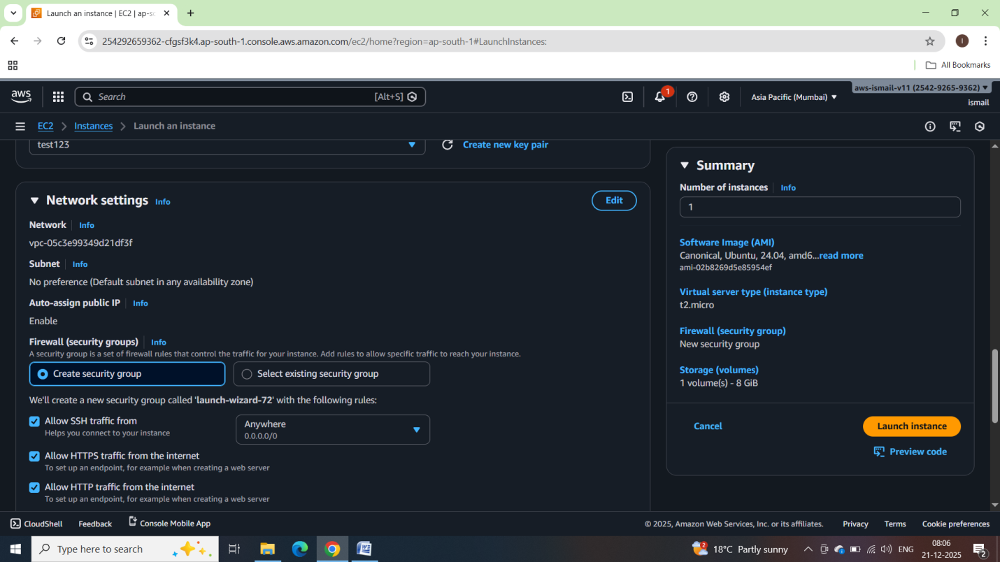 Launch an instance | EC2 | ap-so
254292659362-cfgsf3k4.ap-south-1.console.aws.amazon.com/ec2/home?region=ap-south-1#LaunchInstances:
I
All Bookmarks
aws
Search
[Alt+S]
1
Asia Pacific (Mumbai)
aws-ismail-v11 (2542-9265-9362)
ismail
EC2
Instances
Launch an instance
test123
Create new key pair
Network settings Info
Edit
Network Info
vpc-05c3e99349d21df3f
Subnet Info
No preference (Default subnet in any availability zone)
Auto-assign public IP Info
Enable
Firewall (security groups) Info
A security group is a set of firewall rules that control the traffic for your instance. Add rules to allow specific traffic to reach your instance.
Create security group
Select existing security group
We'll create a new security group called 'launch-wizard-72' with the following rules:
Allow SSH traffic from
Helps you connect to your instance
Anywhere
0.0.0.0/0
Allow HTTPS traffic from the internet
To set up an endpoint, for example when creating a web server
Allow HTTP traffic from the internet
To set up an endpoint, for example when creating a web server
Summary
Number of instances Info
1
Software Image (AMI)
Canonical, Ubuntu, 24.04, amd6...read more
ami-02b8269d5e85954ef
Virtual server type (instance type)
t2.micro
Firewall (security group)
New security group
Storage (volumes)
1 volume(s) - 8 GiB
Cancel
Launch instance
Preview code
CloudShell
Feedback
Console Mobile App
© 2025, Amazon Web Services, Inc. or its affiliates.
Privacy
Terms
Cookie preferences
Type here to search
2
18°C Partly sunny
ENG
08:06
21-12-2025
2